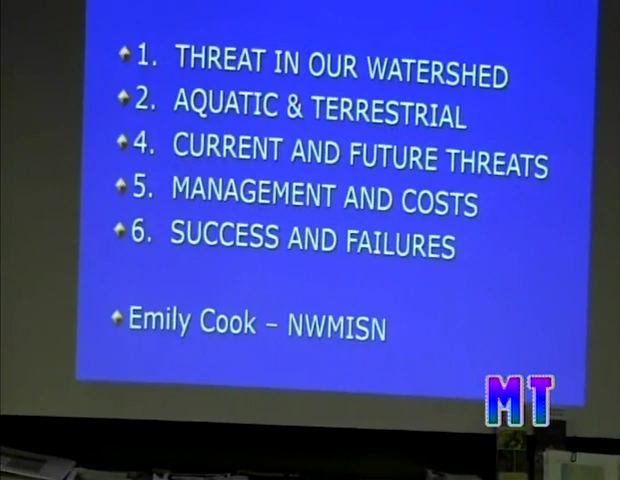 1. THREAT IN OUR WATERSHED
2. AQUATIC & TERRESTRIAL
4. CURRENT AND FUTURE THREATS
5. MANAGEMENT AND COSTS
6. SUCCESS AND FAILURES
Emily Cook – NWMISN
MT